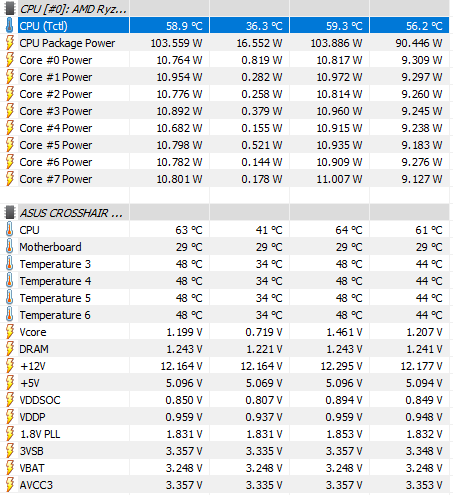 CPU [#0]: AMD Ryz...
CPU (Tctl) 58.9 ℃ 36.3 ℃ 59.3 ℃ 56.2 ℃
CPU Package Power 103.559 W 16.552 W 103.886 W 90.446 W
Core #0 Power 10.764 W 0.819 W 10.817 W 9.309 W
Core #1 Power 10.954 W 0.282 W 10.972 W 9.297 W
Core #2 Power 10.776 W 0.258 W 10.814 W 9.260 W
Core #3 Power 10.892 W 0.379 W 10.960 W 9.245 W
Core #4 Power 10.682 W 0.155 W 10.915 W 9.238 W
Core #5 Power 10.798 W 0.521 W 10.935 W 9.183 W
Core #6 Power 10.782 W 0.144 W 10.909 W 9.276 W
Core #7 Power 10.801 W 0.178 W 11.007 W 9.127 W
ASUS CROSSHAIR ...
CPU 63 ℃ 41 ℃ 64 ℃ 61 ℃
Motherboard 29 ℃ 29 ℃ 29 ℃ 29 ℃
Temperature 3 48 ℃ 34 ℃ 48 ℃ 44 ℃
Temperature 4 48 ℃ 34 ℃ 48 ℃ 44 ℃
Temperature 5 48 ℃ 34 ℃ 48 ℃ 44 ℃
Temperature 6 48 ℃ 34 ℃ 48 ℃ 44 ℃
Vcore 1.199 V 0.719 V 1.461 V 1.207 V
DRAM 1.243 V 1.221 V 1.243 V 1.241 V
+12V 12.164 V 12.164 V 12.295 V 12.177 V
+5V 5.096 V 5.069 V 5.096 V 5.094 V
VDDSOC 0.850 V 0.807 V 0.894 V 0.849 V
VDDP 0.959 V 0.937 V 0.959 V 0.948 V
1.8V PLL 1.831 V 1.831 V 1.853 V 1.832 V
3VSB 3.357 V 3.335 V 3.357 V 3.348 V
VBAT 3.248 V 3.248 V 3.248 V 3.248 V
AVCC3 3.357 V 3.335 V 3.357 V 3.353 V